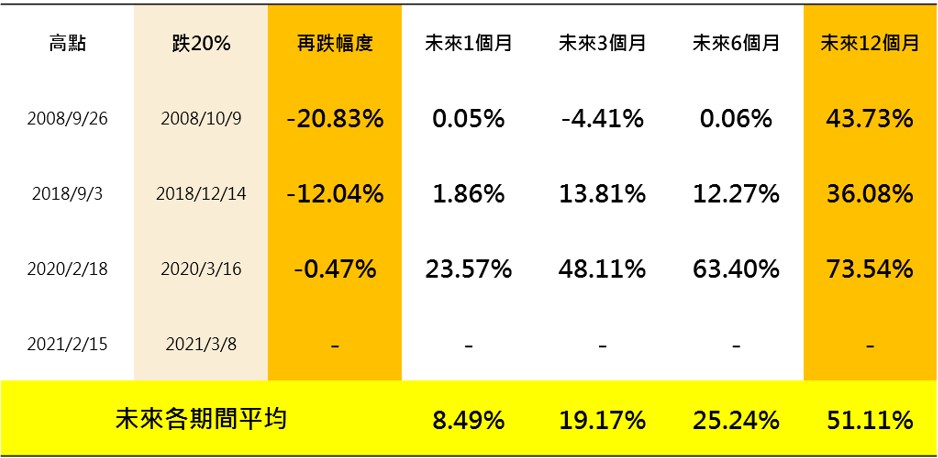 高點 跌20% 再跌幅度 未來1個月 未來3個月 未來6個月 未來12個月
2008/9/26 2008/10/9 -20.83% 0.05% -4.41% 0.06% 43.73%
2018/9/3 2018/12/14 -12.04% 1.86% 13.81% 12.27% 36.08%
2020/2/18 2020/3/16 -0.47% 23.57% 48.11% 63.40% 73.54%
2021/2/15 2021/3/8 - - - - -
未來各期間平均 8.49% 19.17% 25.24% 51.11%